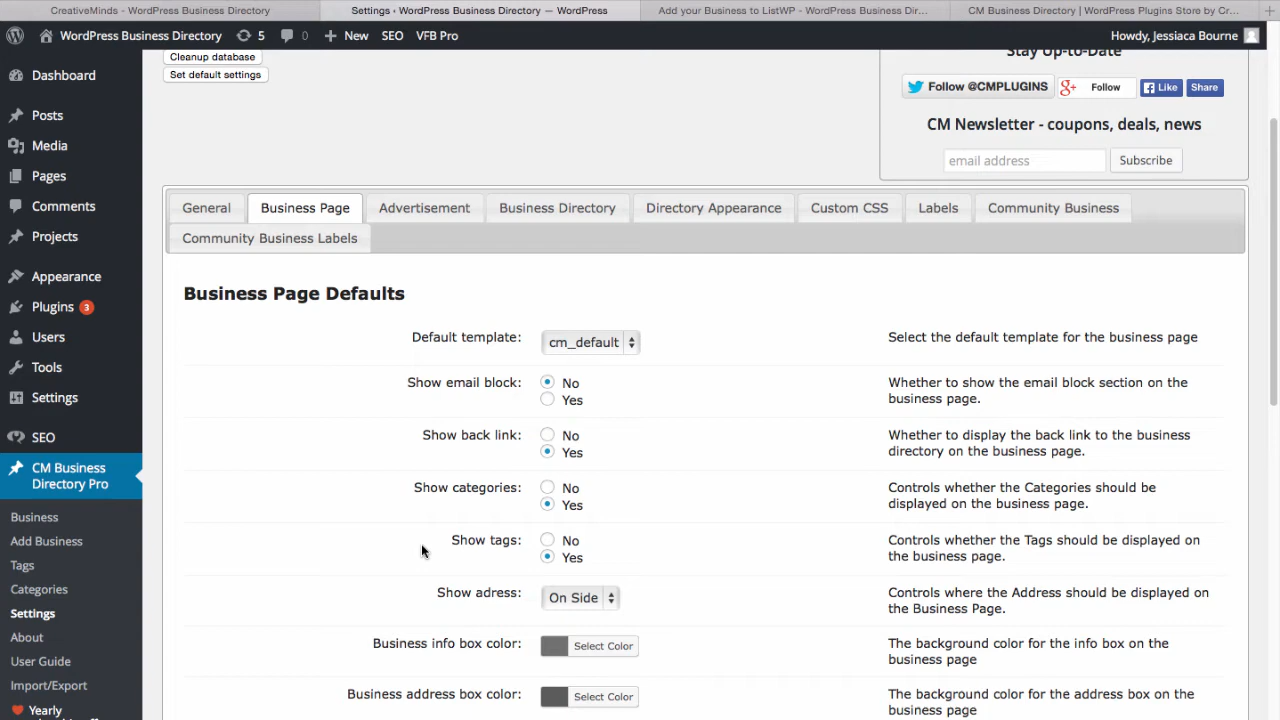 CreativeMinds - WordPress Business Directory
Settings ‹ WordPress Business Directory — WordPress
Add your Business to ListWP - WordPress Business Dir...
CM Business Directory | WordPress Plugins Store by Cr...
WordPress Business Directory
5
0
New
SEO
VFB Pro
Howdy, Jessiaca Bourne
Dashboard
Posts
Media
Pages
Comments
Projects
Appearance
Plugins 3
Users
Tools
Settings
SEO
CM Business
Directory Pro
Business
Add Business
Tags
Categories
Settings
About
User Guide
Import/Export
Yearly
Cleanup database
Set default settings
Stay Up-To-Date
Follow @CMPLUGINS
g+ Follow
Like
Share
CM Newsletter - coupons, deals, news
email address
Subscribe
General
Business Page
Advertisement
Business Directory
Directory Appearance
Custom CSS
Labels
Community Business
Community Business Labels
Business Page Defaults
Default template:
cm_default
Select the default template for the business page
Show email block:
No
Yes
Whether to show the email block section on the
business page.
Show back link:
No
Yes
Whether to display the back link to the business
directory on the business page.
Show categories:
No
Yes
Controls whether the Categories should be
displayed on the business page.
Show tags:
No
Yes
Controls whether the Tags should be displayed on
the business page.
Show adress:
On Side
Controls where the Address should be displayed on
the Business Page.
Business info box color:
Select Color
The background color for the info box on the
business page
Business address box color:
Select Color
The background color for the address box on the
business page